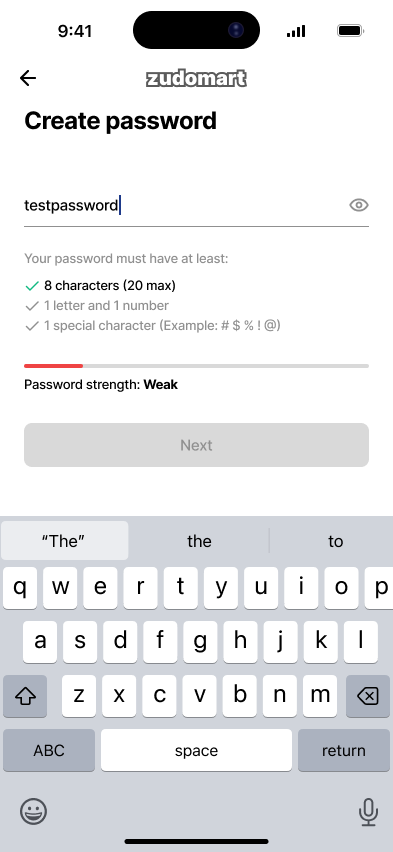 9:41
zudomart
Create password
testpassword
Your password must have at least:
8 characters (20 max)
1 letter and 1 number
1 special character (Example: # $ % ! @)
Password strength: Weak
Next
“The” the to
q w e r t y u i o p
a s d f g h j k l
z x c v b n m
ABC space return